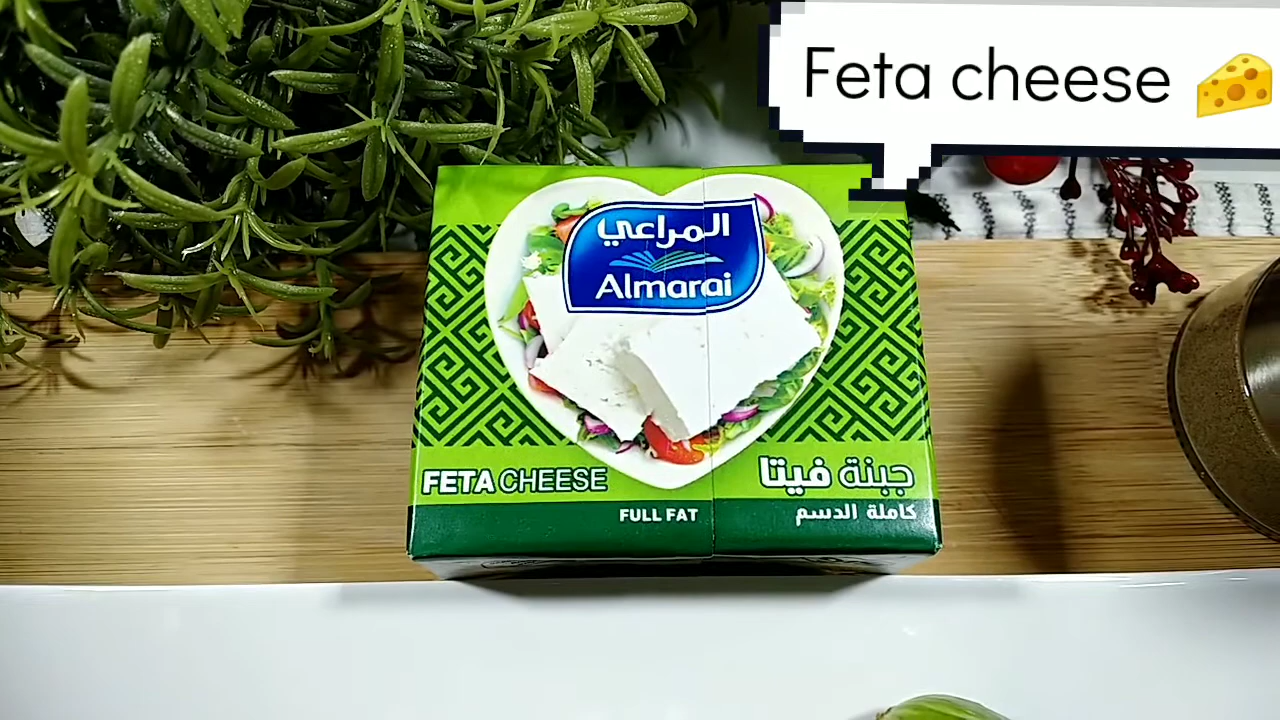 Feta cheese 🧀
المراعي
Almarai
FETA CHEESE
جبنة فيتا
FULL FAT
كاملة الدسم